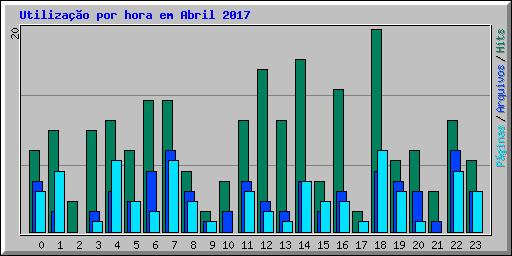 Utilização por hora em Abril 2017
20
Páginas / Arquivos / Hits
0 1 2 3 4 5 6 7 8 9 10 11 12 13 14 15 16 17 18 19 20 21 22 23